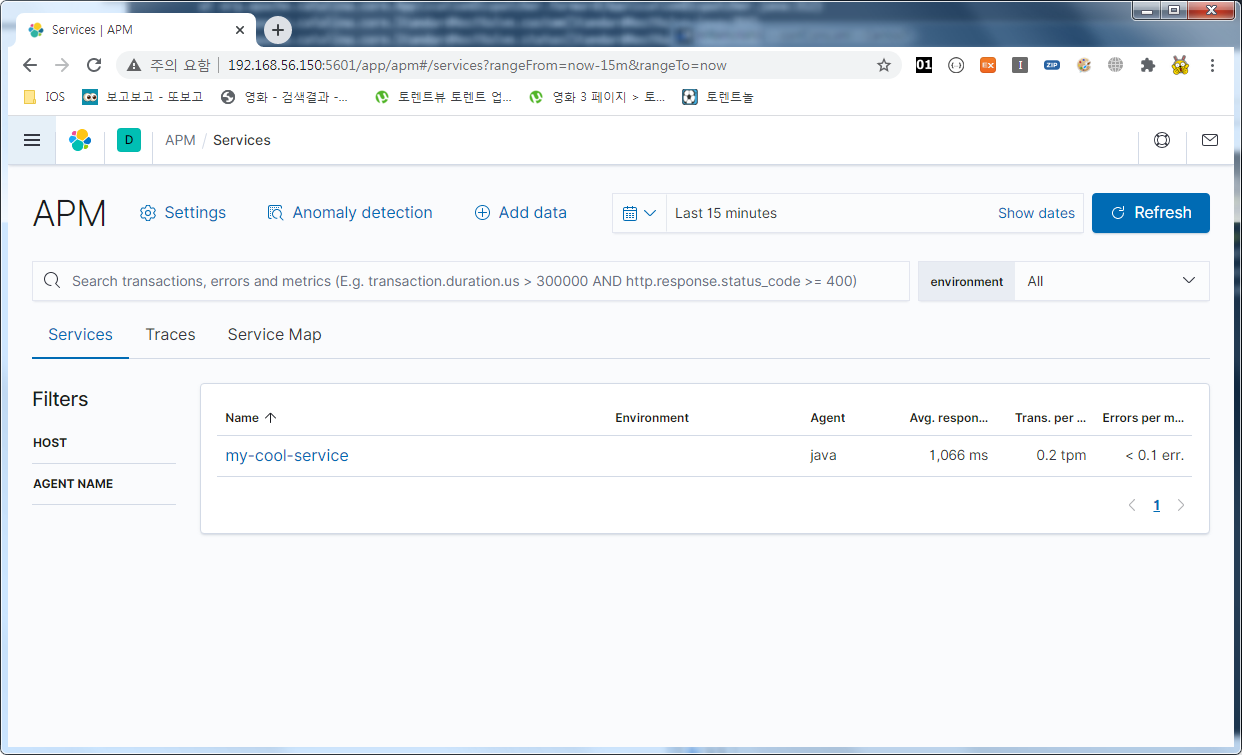 Services | APM
주의 요함 | 192.168.56.150:5601/app/apm#/services?rangeFrom=now-15m&rangeTo=now
01
EX
I
ZIP
IOS 보고보고 - 또보고 영화 - 검색결과 -... 토렌트뷰 토렌트 업... 영화 3 페이지 > 토... 토렌트놀
D APM / Services
APM Settings Anomaly detection Add data Last 15 minutes Show dates Refresh
Search transactions, errors and metrics (E.g. transaction.duration.us > 300000 AND http.response.status_code >= 400) environment All
Services Traces Service Map
Filters
HOST
AGENT NAME
Name Environment Agent Avg. respon... Trans. per ... Errors per m...
my-cool-service java 1,066 ms 0.2 tpm < 0.1 err.
1